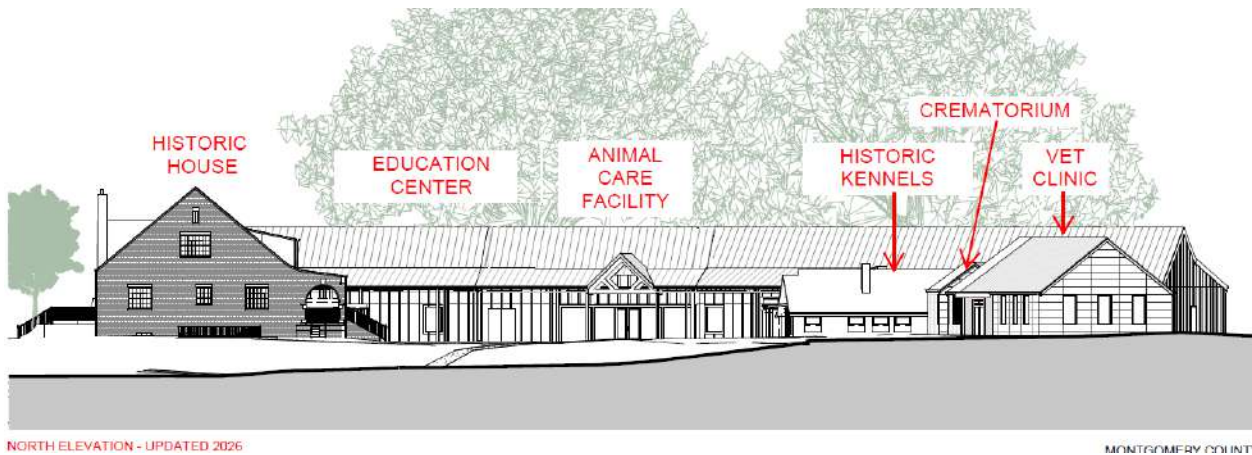 HISTORIC
HOUSE
EDUCATION
CENTER
ANIMAL
CARE
FACILITY
HISTORIC
KENNELS
CREMATORIUM
VET
CLINIC
NORTH ELEVATION - UPDATED 2026
MONTGOMERY COUNT